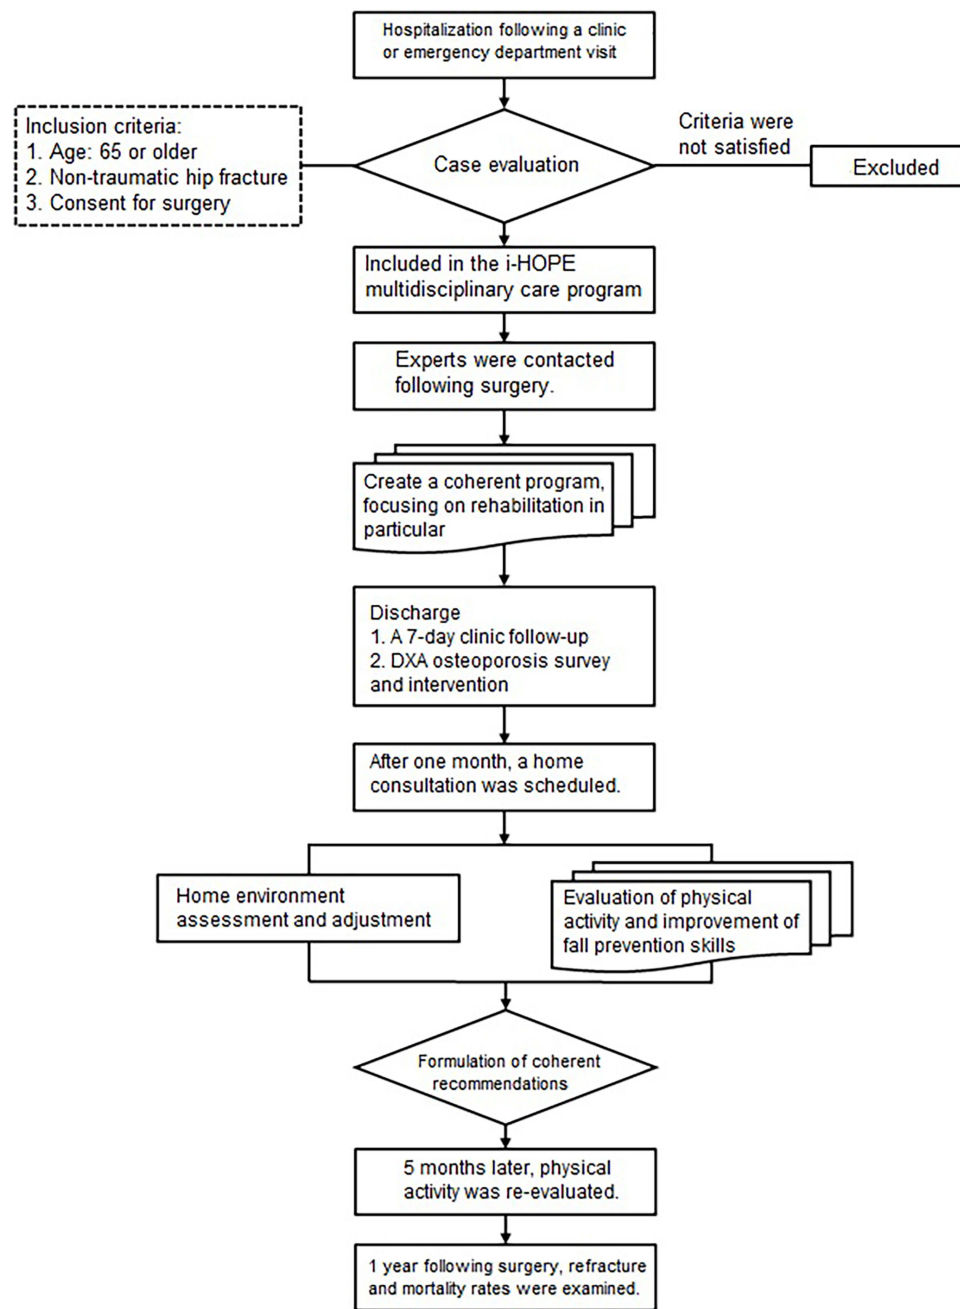 Hospitalization following a clinic
or emergency department visit
Inclusion criteria:
1. Age: 65 or older
2. Non-traumatic hip fracture
3. Consent for surgery
Case evaluation
Criteria were
not satisfied
Excluded
Included in the i-HOPE
multidisciplinary care program
Experts were contacted
following surgery.
Create a coherent program,
focusing on rehabilitation in
particular
Discharge
1. A 7-day clinic follow-up
2. DXA osteoporosis survey
and intervention
After one month, a home
consultation was scheduled.
Home environment
assessment and adjustment
Evaluation of physical
activity and improvement of
fall prevention skills
Formulation of coherent
recommendations
5 months later, physical
activity was re-evaluated.
1 year following surgery, refracture
and mortality rates were examined.